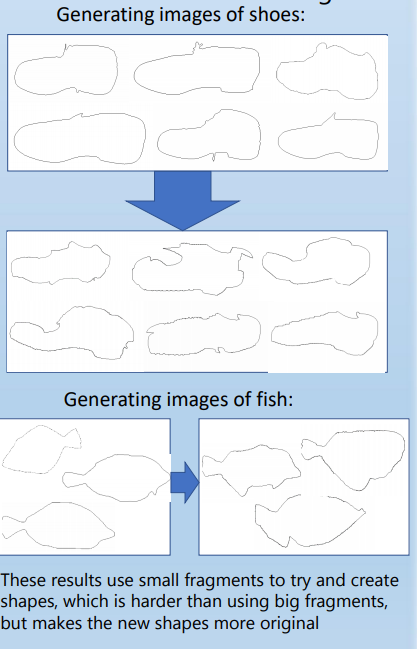 Generating images of shoes:
Generating images of fish:
These results use small fragments to try and create
shapes, which is harder than using big fragments,
but makes the new shapes more original